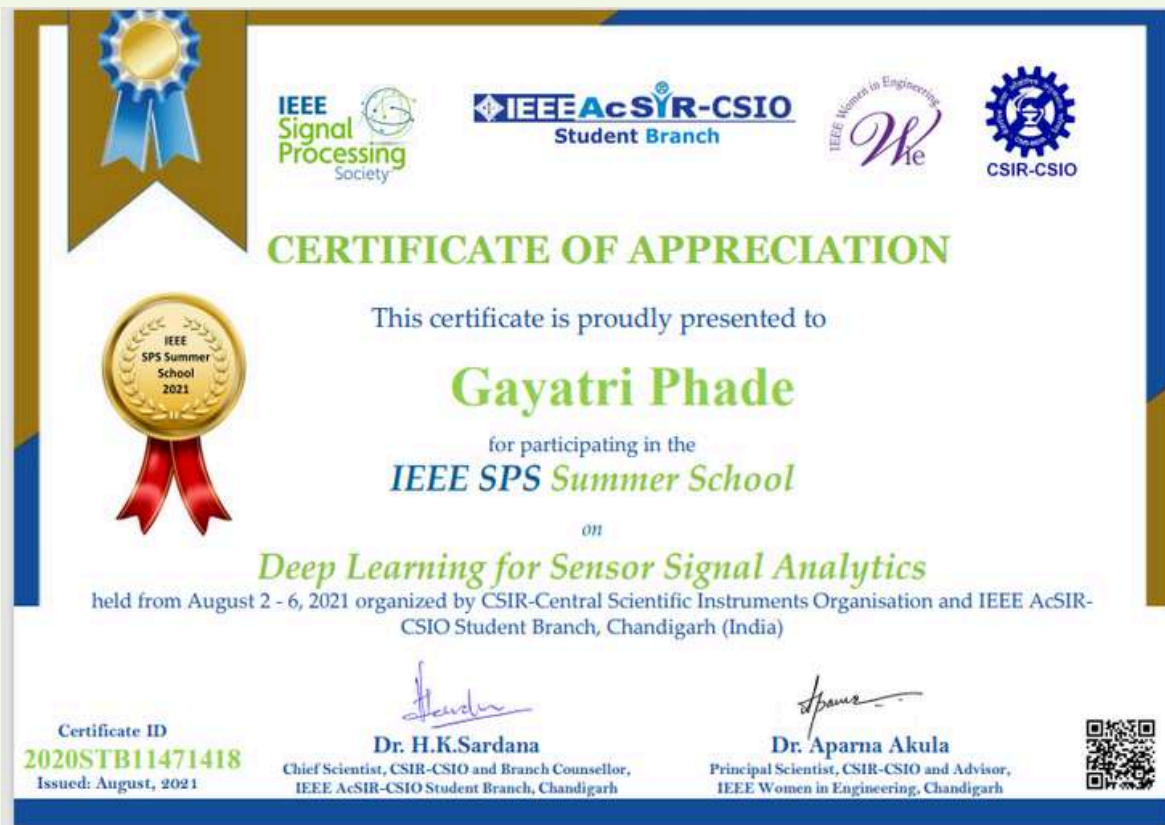 IEEE
Signal
Processing
Society
IEEE AcSIR-CSIO
Student Branch
IEEE Women in Engineering
Wie
CSIR-CSIO
CERTIFICATE OF APPRECIATION
This certificate is proudly presented to
IEEE
SPS Summer
School
2021
Gayatri Phade
for participating in the
IEEE SPS Summer School
on
Deep Learning for Sensor Signal Analytics
held from August 2 - 6, 2021 organized by CSIR-Central Scientific Instruments Organisation and IEEE AcSIR-
CSIO Student Branch, Chandigarh (India)
Certificate ID
2020STB11471418
Issued: August, 2021
Dr. H.K.Sardana
Chief Scientist, CSIR-CSIO and Branch Counsellor,
IEEE AcSIR-CSIO Student Branch, Chandigarh
Dr. Aparna Akula
Principal Scientist, CSIR-CSIO and Advisor,
IEEE Women in Engineering, Chandigarh